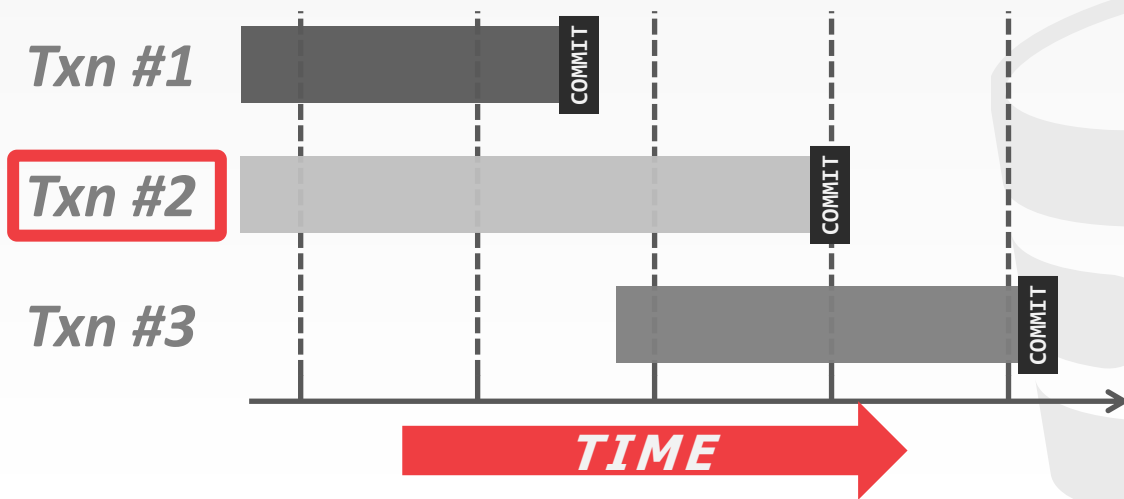 Txn #1
COMMIT
Txn #2
COMMIT
Txn #3
COMMIT
TIME